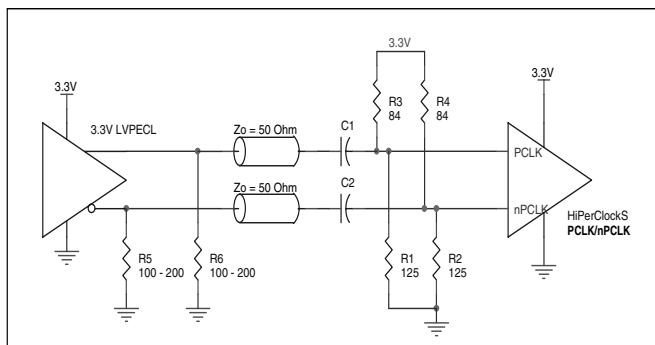 3.3V
3.3V
3.3V
R3
84
R4
84
3.3V LVPECL
Zo = 50 Ohm
C1
PCLK
Zo = 50 Ohm
C2
nPCLK
HiPerClockS
PCLK/nPCLK
R5
100 - 200
R6
100 - 200
R1
125
R2
125